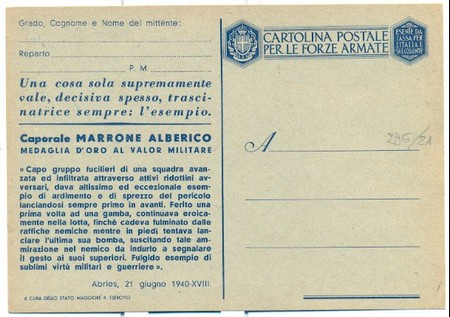 Grado, Cognome e Nome del mittente:
Reparto
P. M.
Una cosa sola supremamente
vale, decisiva spesso, trasci-
natrice sempre: l'esempio.
Caporale MARRONE ALBERICO
MEDAGLIA D'ORO AL VALOR MILITARE
« Capo gruppo fucilieri di una squadra avan-
zata ed infiltrata attraverso attivi ridottini av-
versari, dava altissimo ed eccezionale esem-
pio di ardimento e di sprezzo del pericolo
lanciandosi sempre primo in avanti. Ferito una
prima volta ad una gamba, continuava eroica-
mente nella lotta, finchè cadeva fulminato dalle
raffiche nemiche mentre in piedi tentava lan-
ciare l'ultima sua bomba, suscitando tale am-
mirazione nel nemico da indurlo a segnalare
il gesto ai suoi superiori. Fulgido esempio di
sublimi virtù militari e guerriere ».
Abries, 21 giugno 1940-XVIII.
A CURA DELLO STATO MAGGIORE R. ESERCITO
CARTOLINA POSTALE
PER LE FORZE ARMATE
ESENTE DA
TASSA PER
L'ITALIA E
SUE COLONIE
A
295/21